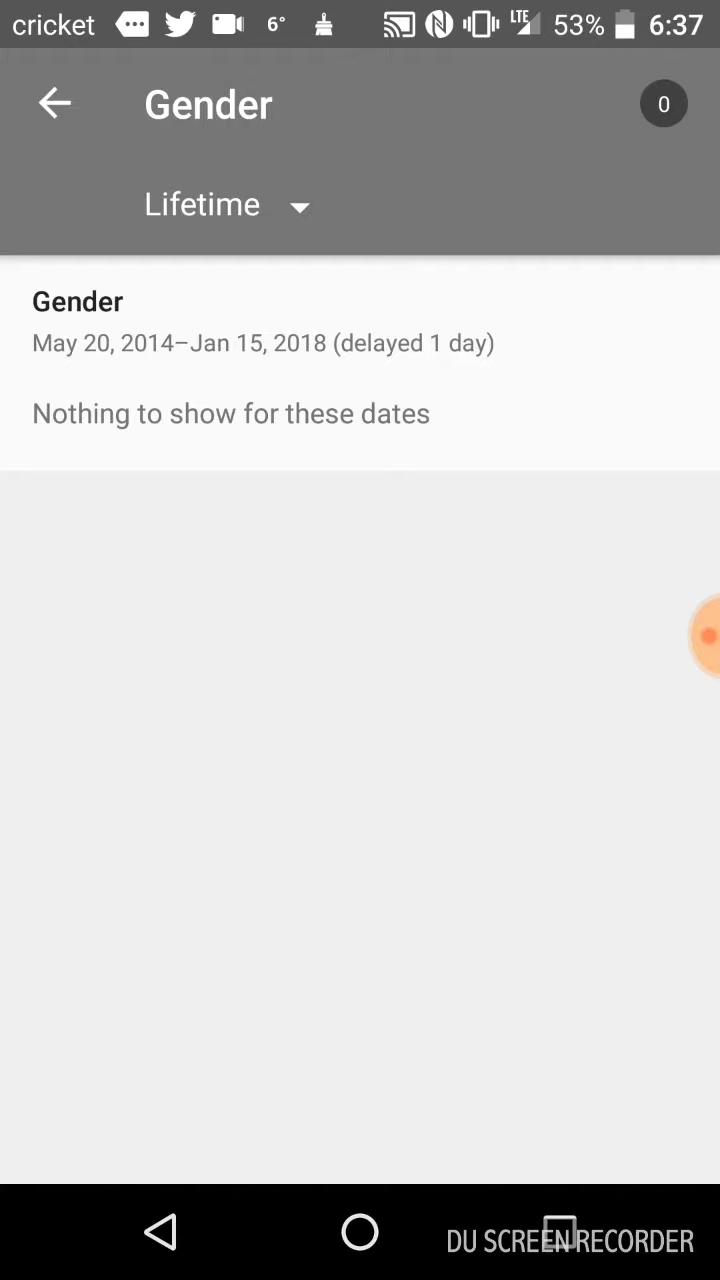 cricket 6° LTE 53% 6:37
Gender 0
Lifetime
Gender
May 20, 2014–Jan 15, 2018 (delayed 1 day)
Nothing to show for these dates
DU SCREEN RECORDER